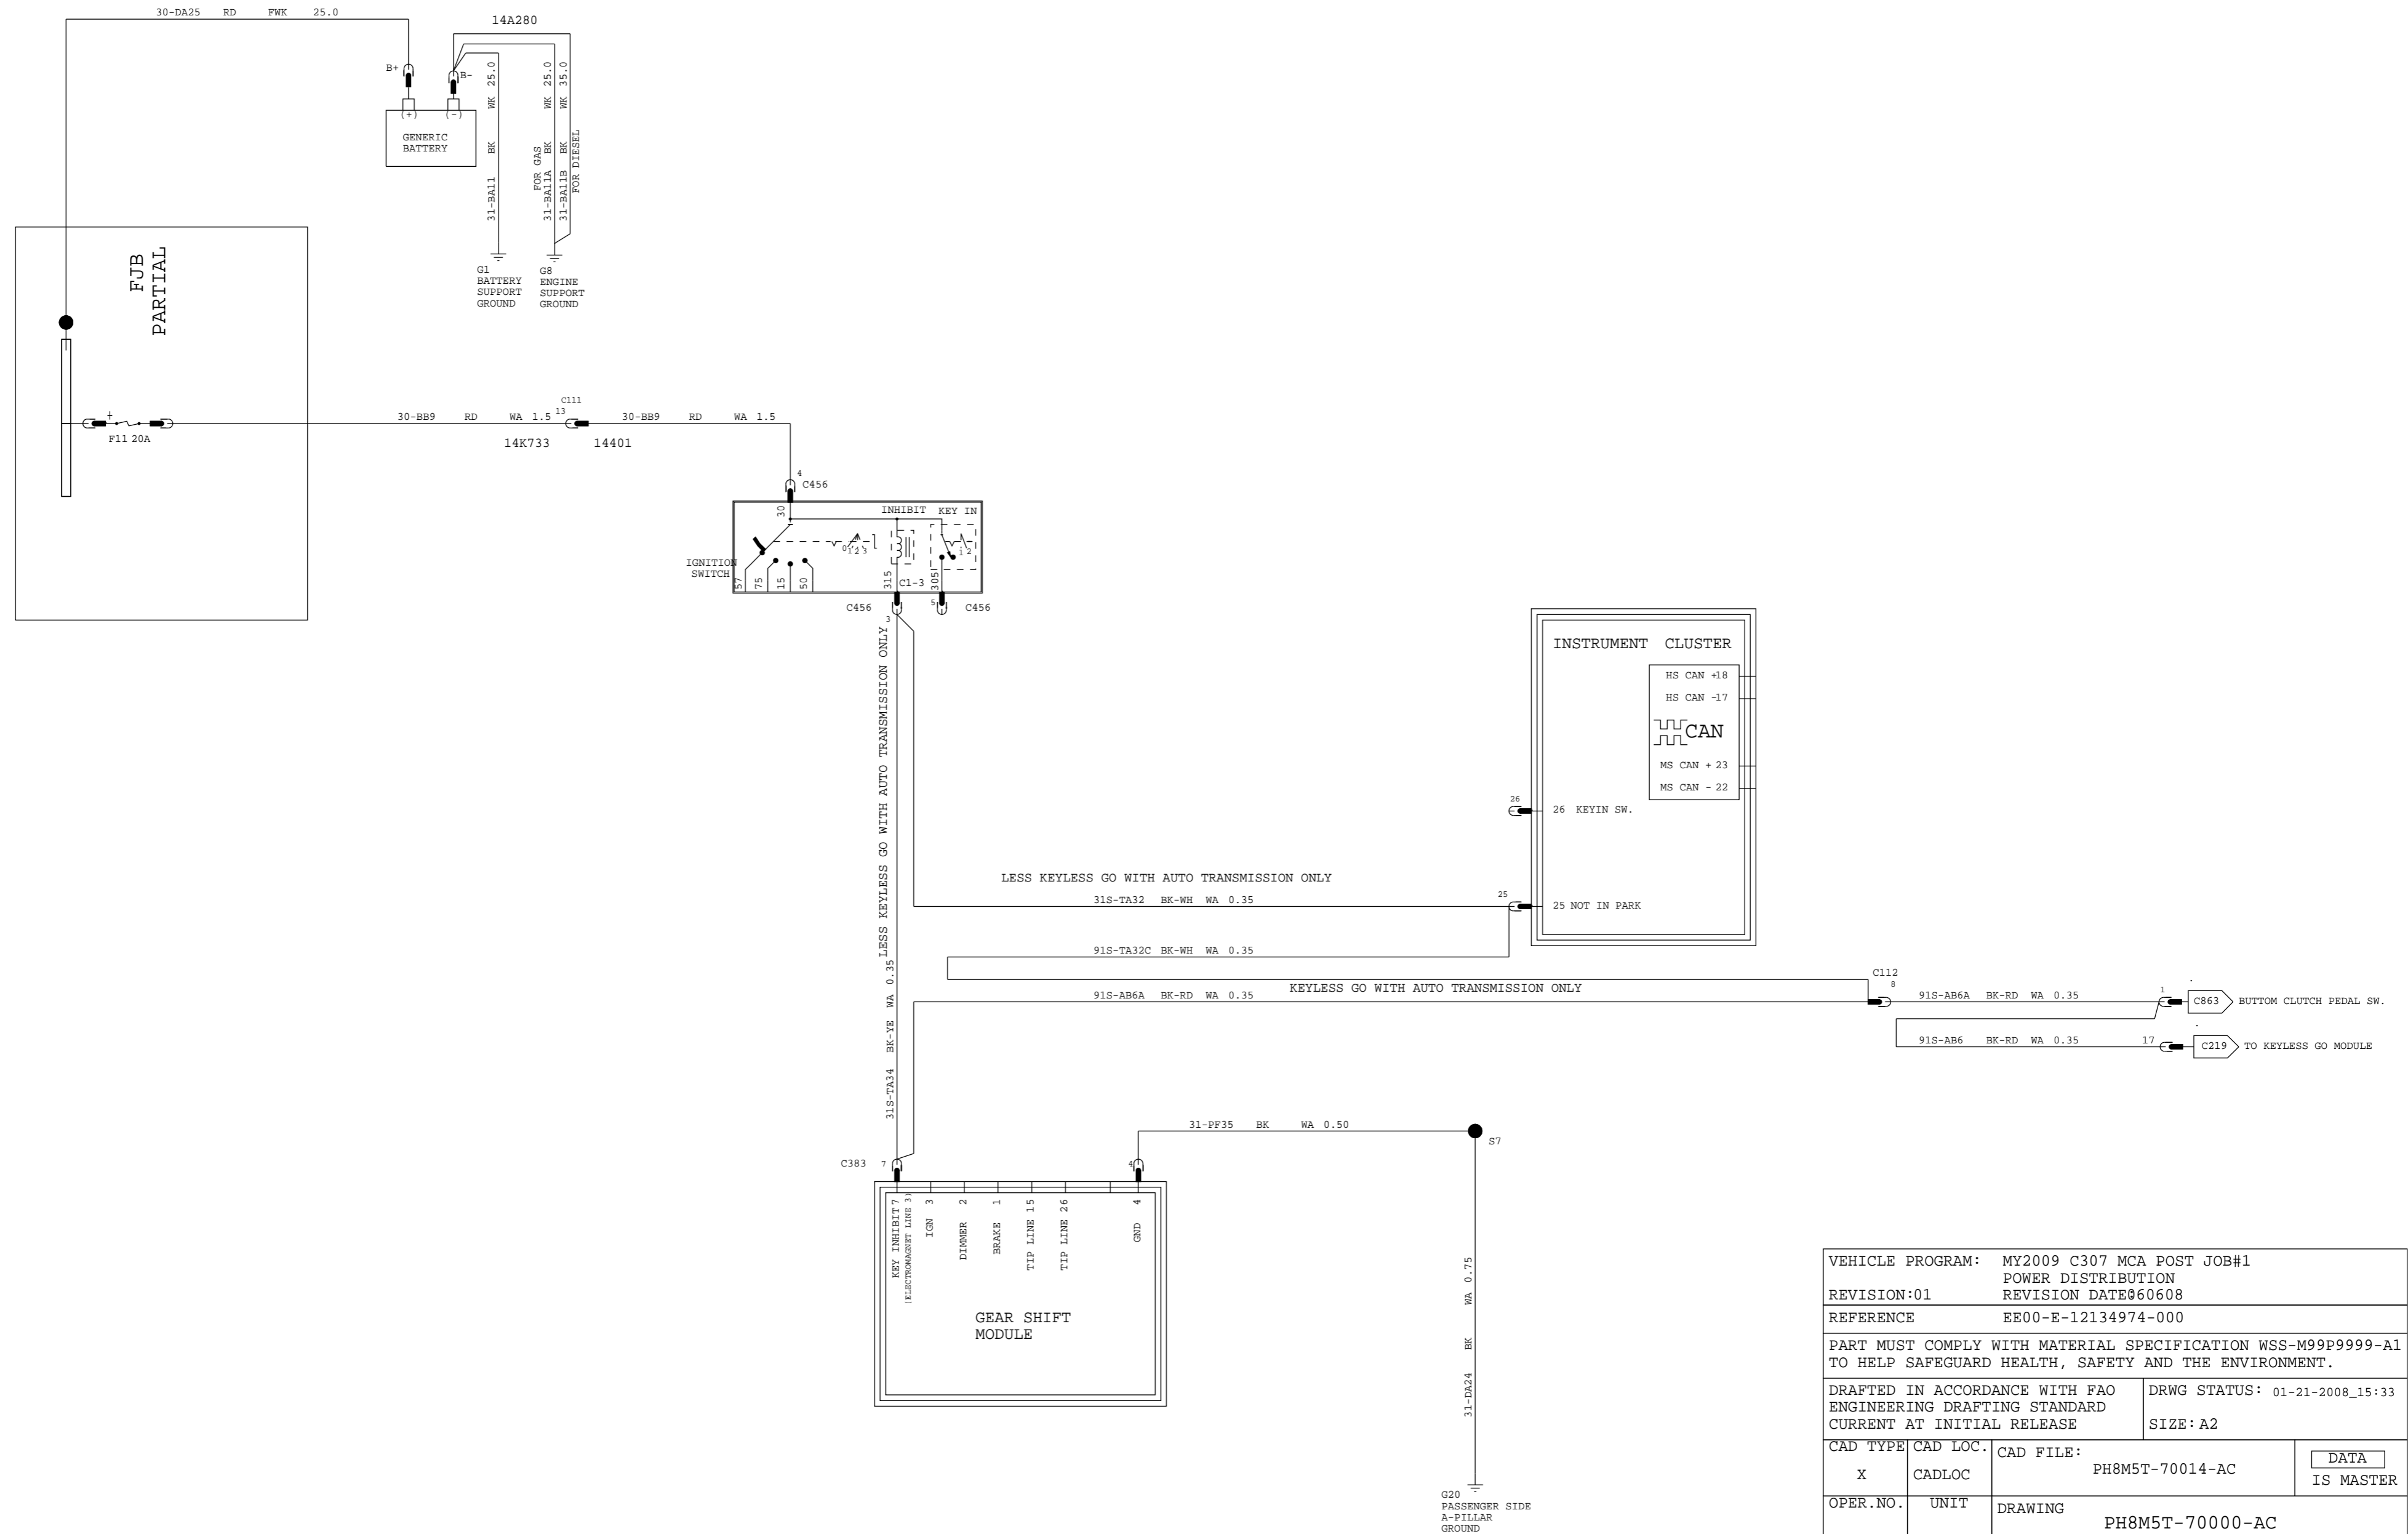 30-DA25 RD FWK 25.0
14A280
B+
B-
(+)
(-)
GENERIC
BATTERY
31-BA11 BK WK 25.0
FOR GAS
31-BA11A BK WK 25.0
31-BA11B BK WK 35.0
FOR DIESEL
G1
BATTERY
SUPPORT
GROUND
G8
ENGINE
SUPPORT
GROUND
FJB
PARTIAL
F11 20A
30-BB9 RD WA 1.5
C111
13
30-BB9 RD WA 1.5
14K733
14401
4
C456
30
INHIBIT
KEY IN
0 1 2 3
1 2
IGNITION
SWITCH
57
75
15
50
315
C1-3
305
C456
3
5
C456
LESS KEYLESS GO WITH AUTO TRANSMISSION ONLY
31S-TA34 BK-YE WA 0.35
INSTRUMENT CLUSTER
HS CAN +18
HS CAN -17
CAN
MS CAN + 23
MS CAN - 22
26
26 KEYIN SW.
LESS KEYLESS GO WITH AUTO TRANSMISSION ONLY
31S-TA32 BK-WH WA 0.35
25
25 NOT IN PARK
91S-TA32C BK-WH WA 0.35
KEYLESS GO WITH AUTO TRANSMISSION ONLY
91S-AB6A BK-RD WA 0.35
C112
8
91S-AB6A BK-RD WA 0.35
1
C863
BUTTOM CLUTCH PEDAL SW.
91S-AB6 BK-RD WA 0.35
17
C219
TO KEYLESS GO MODULE
31-PF35 BK WA 0.50
S7
C383
7
4
KEY INHIBIT 7
(ELECTROMAGNET LINE 3)
IGN 3
DIMMER 2
BRAKE 1
TIP LINE 15
TIP LINE 26
GND 4
GEAR SHIFT
MODULE
31-DA24 BK WA 0.75
G20
PASSENGER SIDE
A-PILLAR
GROUND
VEHICLE PROGRAM: MY2009 C307 MCA POST JOB#1
POWER DISTRIBUTION
REVISION:01 REVISION DATE 060608
REFERENCE EE00-E-12134974-000
PART MUST COMPLY WITH MATERIAL SPECIFICATION WSS-M99P9999-A1
TO HELP SAFEGUARD HEALTH, SAFETY AND THE ENVIRONMENT.
DRAFTED IN ACCORDANCE WITH FAO
ENGINEERING DRAFTING STANDARD
CURRENT AT INITIAL RELEASE
DRWG STATUS: 01-21-2008_15:33
SIZE: A2
CAD TYPE
X
CAD LOC.
CADLOC
CAD FILE:
PH8M5T-70014-AC
DATA
IS MASTER
OPER.NO.
UNIT
DRAWING
PH8M5T-70000-AC